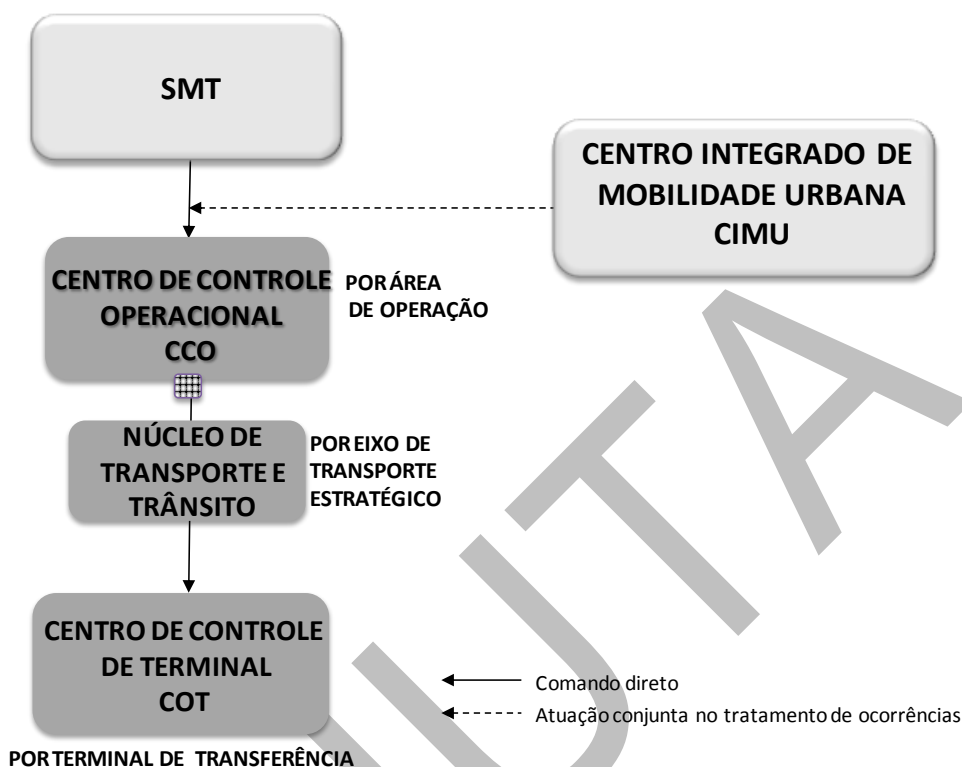 SMT
CENTRO INTEGRADO DE
MOBILIDADE URBANA
CIMU
CENTRO DE CONTROLE
OPERACIONAL
CCO
POR ÁREA
DE OPERAÇÃO
NÚCLEO DE
TRANSPORTE E
TRÂNSITO
POR EIXO DE
TRANSPORTE
ESTRATÉGICO
CENTRO DE CONTROLE
DE TERMINAL
COT
POR TERMINAL DE TRANSFERÊNCIA
Comando direto
Atuação conjunta no tratamento de ocorrências
UTA